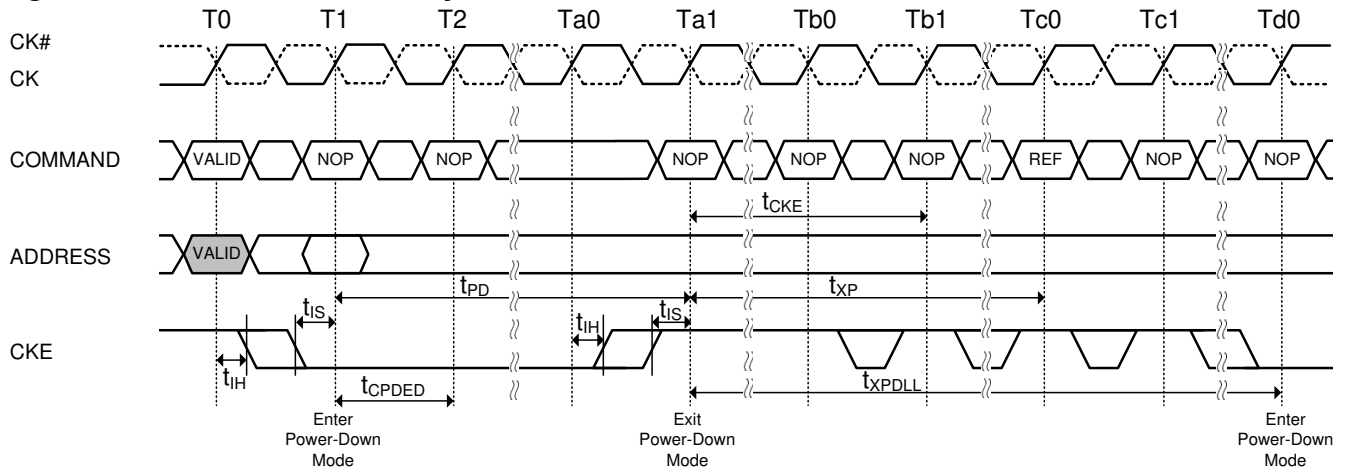 T0 T1 T2 Ta0 Ta1 Tb0 Tb1 Tc0 Tc1 Td0
CK#
CK
COMMAND VALID NOP NOP NOP NOP NOP REF NOP NOP
tCKE
ADDRESS VALID
tPD tXP
tIS tIH tIS
CKE
tIH tCPDED tXPDLL
Enter Power-Down Mode
Exit Power-Down Mode
Enter Power-Down Mode